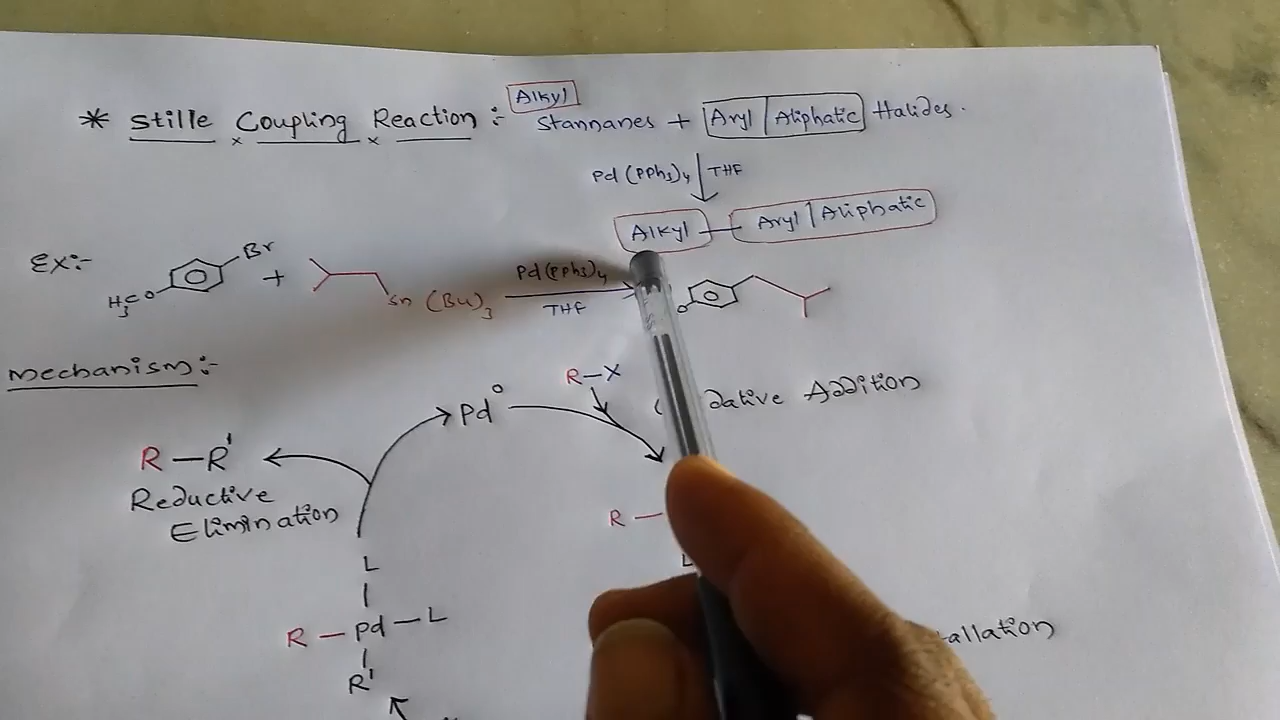 * Stille Coupling Reaction :- Alkyl Stannanes + Aryl | Aliphatic Halides.
Pd (PPh3)4 THF
Alkyl — Aryl | Aliphatic
Ex:- H3CO Br + Sn (Bu)3 Pd(PPh3)4 THF O
Mechanism:-
R—X
Pd⁰
dative Addition
R—R'
Reductive
Elimination
R —
L
L
R — Pd — L
R'
allation